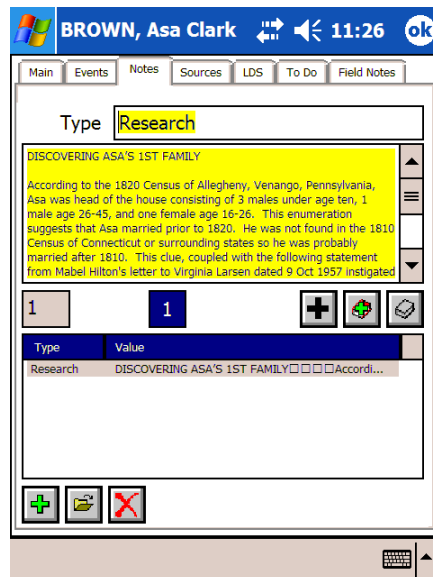 BROWN, Asa Clark 11:26 ok
Main Events Notes Sources LDS To Do Field Notes
Type Research
DISCOVERING ASA'S 1ST FAMILY
According to the 1820 Census of Allegheny, Venango, Pennsylvania,
Asa was head of the house consisting of 3 males under age ten, 1
male age 26-45, and one female age 16-26. This enumeration
suggests that Asa married prior to 1820. He was not found in the 1810
Census of Connecticut or surrounding states so he was probably
married after 1810. This clue, coupled with the following statement
from Mabel Hilton's letter to Virginia Larsen dated 9 Oct 1957 instigated
1 1
Type Value
Research DISCOVERING ASA'S 1ST FAMILY□□□□Accordi...